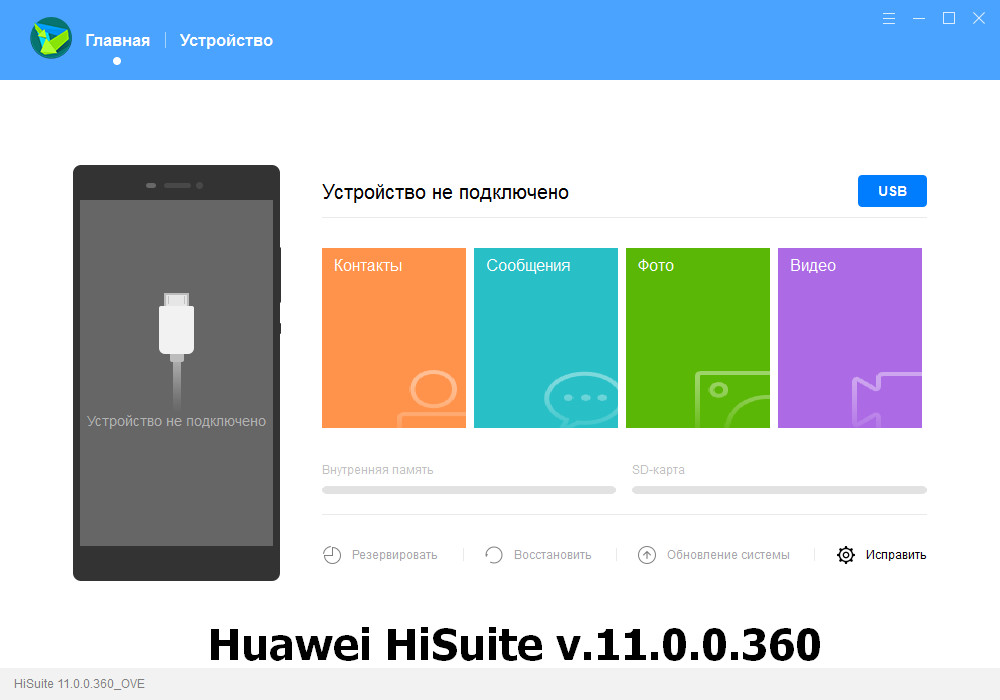 Главная Устройство
Устройство не подключено
USB
Контакты Сообщения Фото Видео
Устройство не подключено
Внутренняя память SD-карта
Резервировать Восстановить Обновление системы Исправить
Huawei HiSuite v.11.0.0.360
HiSuite 11.0.0.360_OVE